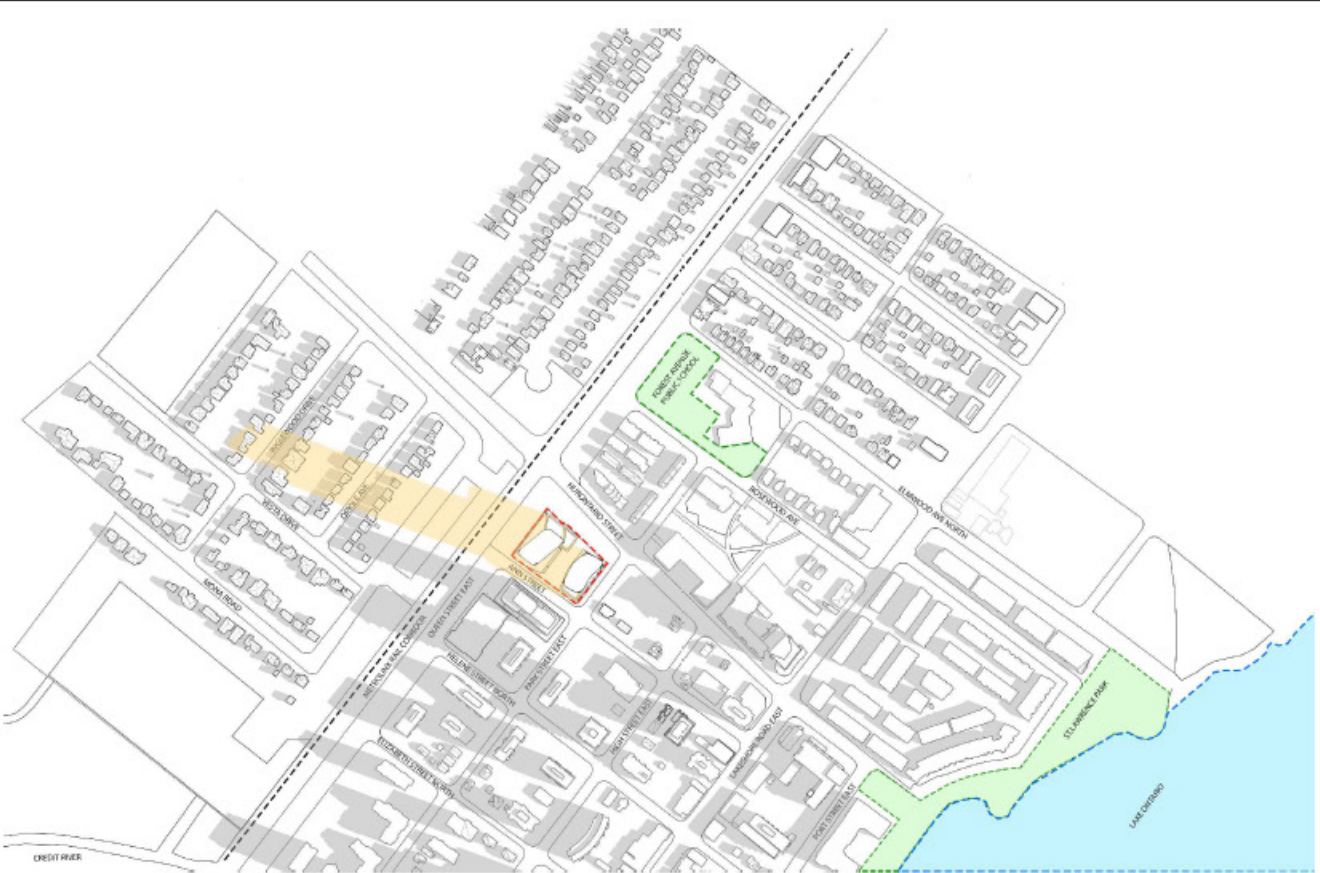 FOREST AVENUE
PUBLIC SCHOOL
HURONTARIO STREET
ROSEWOOD AVE
ELMWOOD AVE NORTH
VISTA DRIVE
ANN STREET
MONA ROAD
QUEEN STREET EAST
METROLINX RAIL CORRIDOR
HELENE STREET NORTH
PARK STREET EAST
HIGH STREET EAST
ELIZABETH STREET NORTH
LAKESHORE ROAD EAST
PORT STREET EAST
ST.LAWRENCE PARK
LAKE ONTARIO
CREDIT RIVER